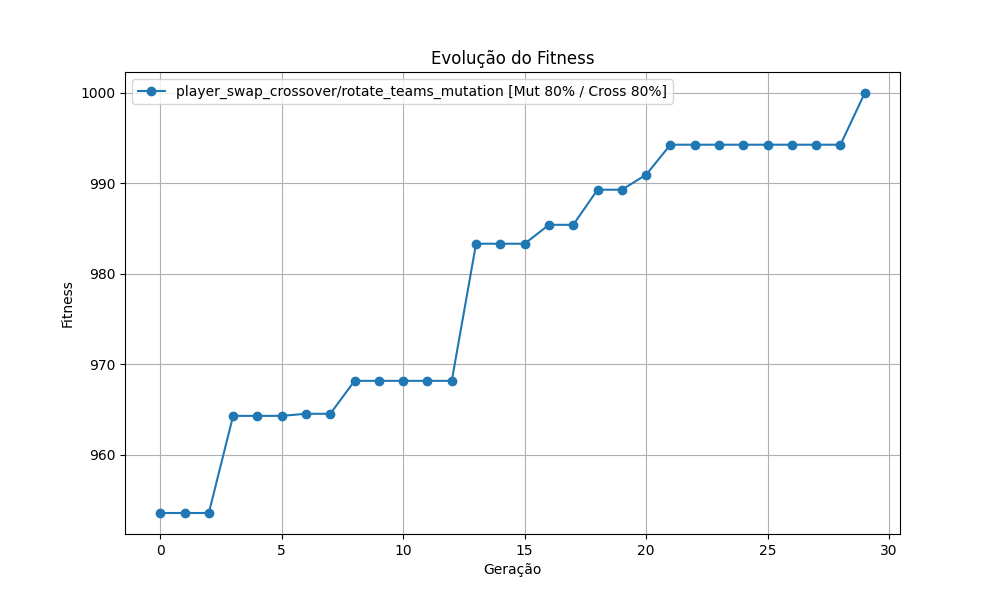 Evolução do Fitness
player_swap_crossover/rotate_teams_mutation [Mut 80% / Cross 80%]
1000
990
980
970
960
Fitness
0 5 10 15 20 25 30
Geração